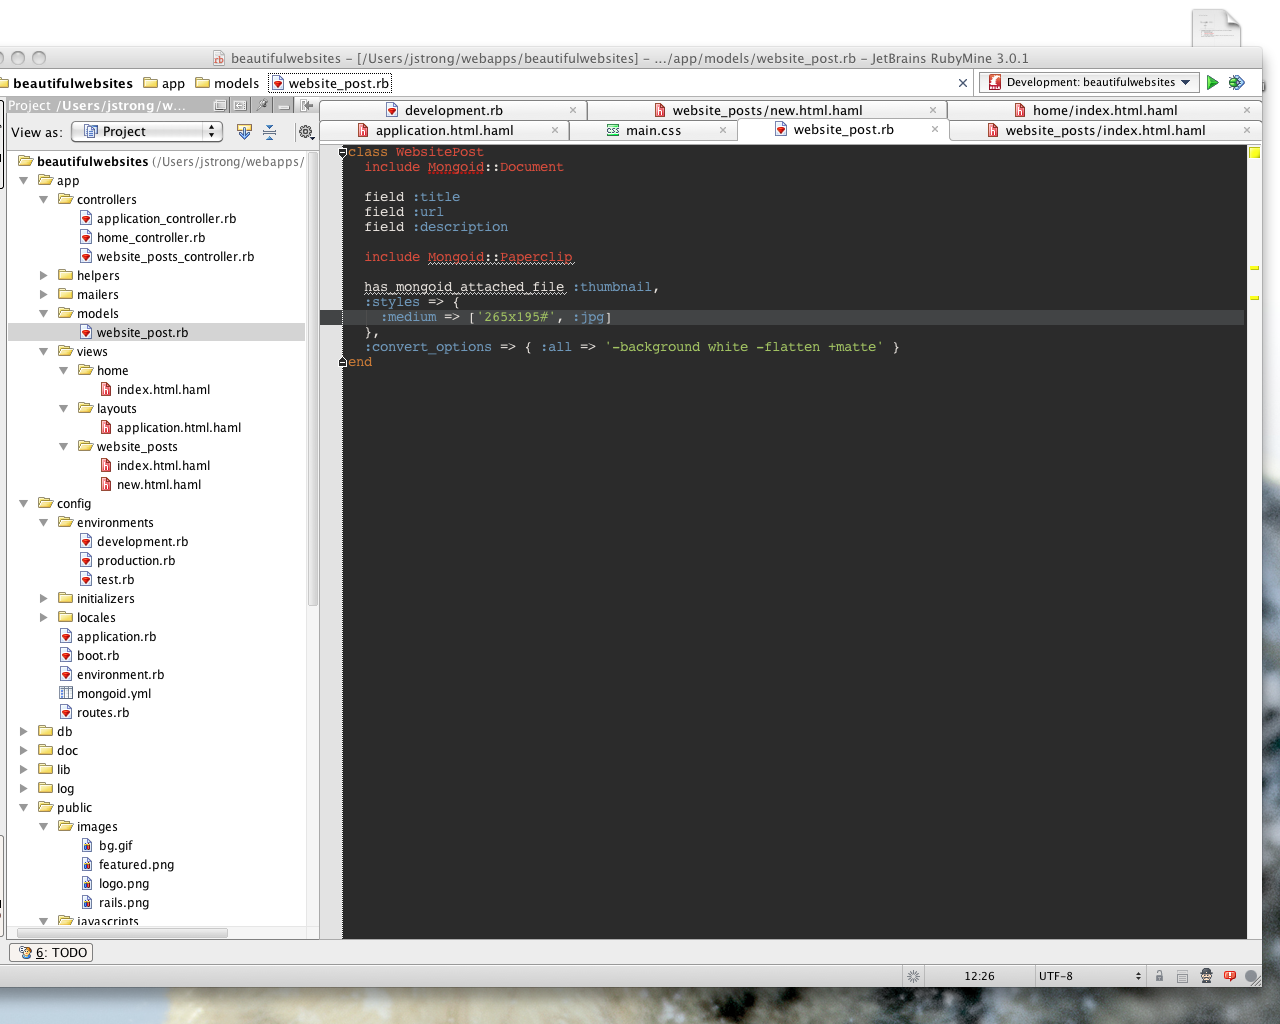 beautifulwebsites – [/Users/jstrong/webapps/beautifulwebsites] – .../app/models/website_post.rb – JetBrains RubyMine 3.0.1
beautifulwebsites app models website_post.rb
Development: beautifulwebsites
Project /Users/jstrong/w...
View as: Project
development.rb
website_posts/new.html.haml
home/index.html.haml
application.html.haml
main.css
website_post.rb
website_posts/index.html.haml
beautifulwebsites (/Users/jstrong/webapps/
app
controllers
application_controller.rb
home_controller.rb
website_posts_controller.rb
helpers
mailers
models
website_post.rb
views
home
index.html.haml
layouts
application.html.haml
website_posts
index.html.haml
new.html.haml
config
environments
development.rb
production.rb
test.rb
initializers
locales
application.rb
boot.rb
environment.rb
mongoid.yml
routes.rb
db
doc
lib
log
public
images
bg.gif
featured.png
logo.png
rails.png
javascripts
class WebsitePost
include Mongoid::Document
field :title
field :url
field :description
include Mongoid::Paperclip
has_mongoid_attached_file :thumbnail,
:styles => {
:medium => ['265x195#', :jpg]
},
:convert_options => { :all => '-background white -flatten +matte' }
end
6: TODO
12:26
UTF-8